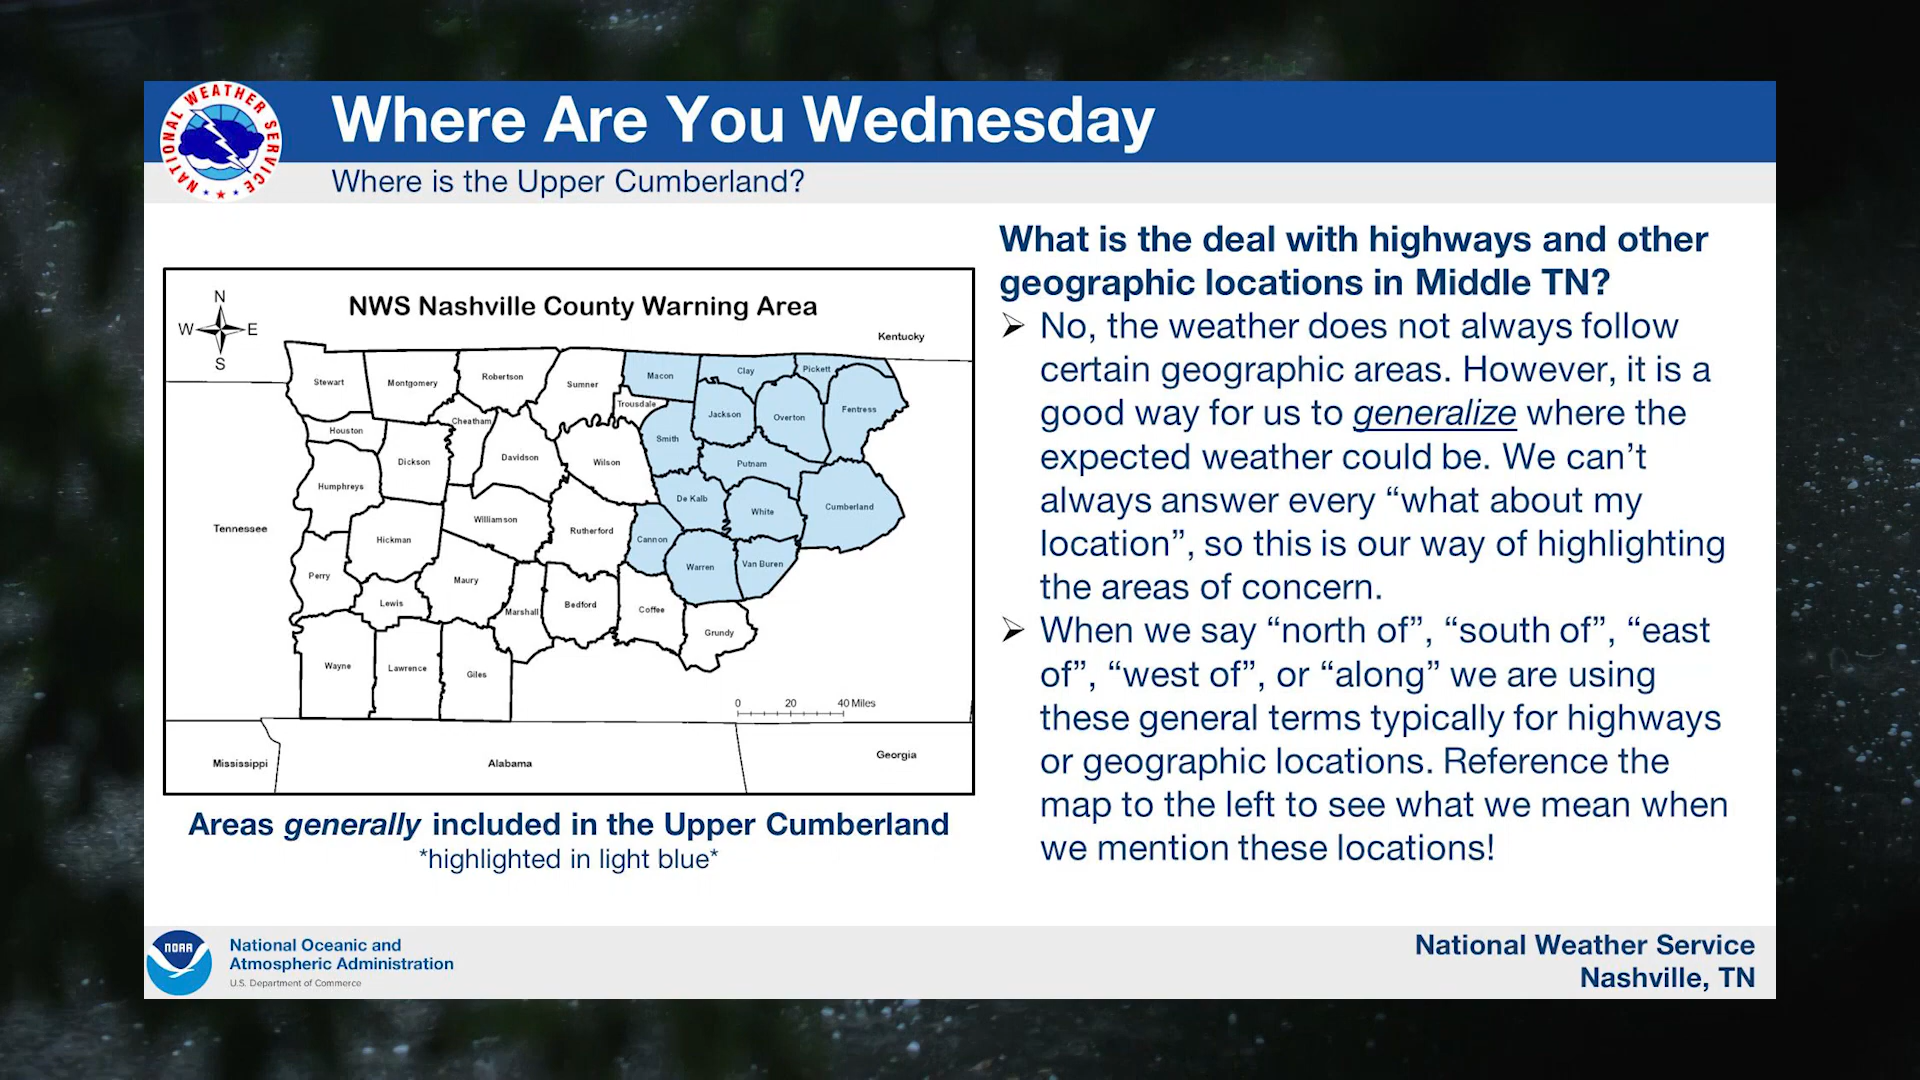 NATIONAL WEATHER SERVICE
Where Are You Wednesday
Where is the Upper Cumberland?
NWS Nashville County Warning Area
N
W E
S
Kentucky
Stewart
Montgomery
Robertson
Sumner
Macon
Clay
Pickett
Trousdale
Houston
Cheatham
Jackson
Overton
Fentress
Smith
Dickson
Davidson
Wilson
Putnam
Humphreys
De Kalb
White
Cumberland
Tennessee
Williamson
Rutherford
Hickman
Cannon
Perry
Warren
Van Buren
Maury
Lewis
Marshall
Bedford
Coffee
Grundy
Wayne
Lawrence
Giles
0 20 40 Miles
Mississippi
Alabama
Georgia
Areas generally included in the Upper Cumberland
*highlighted in light blue*
What is the deal with highways and other
geographic locations in Middle TN?
➢ No, the weather does not always follow
certain geographic areas. However, it is a
good way for us to generalize where the
expected weather could be. We can’t
always answer every “what about my
location”, so this is our way of highlighting
the areas of concern.
➢ When we say “north of”, “south of”, “east
of”, “west of”, or “along” we are using
these general terms typically for highways
or geographic locations. Reference the
map to the left to see what we mean when
we mention these locations!
NOAA
National Oceanic and
Atmospheric Administration
U.S. Department of Commerce
National Weather Service
Nashville, TN